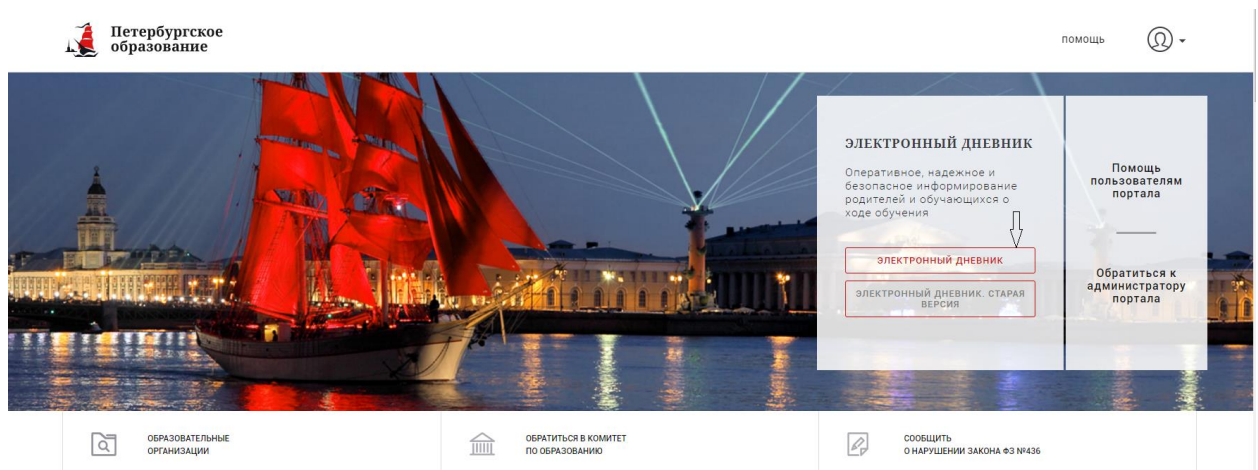 Петербургское
образование
ПОМОЩЬ
ЭЛЕКТРОННЫЙ ДНЕВНИК
Оперативное, надежное и
безопасное информирование
родителей и обучающихся о
ходе обучения
ЭЛЕКТРОННЫЙ ДНЕВНИК
ЭЛЕКТРОННЫЙ ДНЕВНИК. СТАРАЯ
ВЕРСИЯ
Помощь
пользователям
портала
Обратиться к
администратору
портала
ОБРАЗОВАТЕЛЬНЫЕ
ОРГАНИЗАЦИИ
ОБРАТИТЬСЯ В КОМИТЕТ
ПО ОБРАЗОВАНИЮ
СООБЩИТЬ
О НАРУШЕНИИ ЗАКОНА ФЗ №436